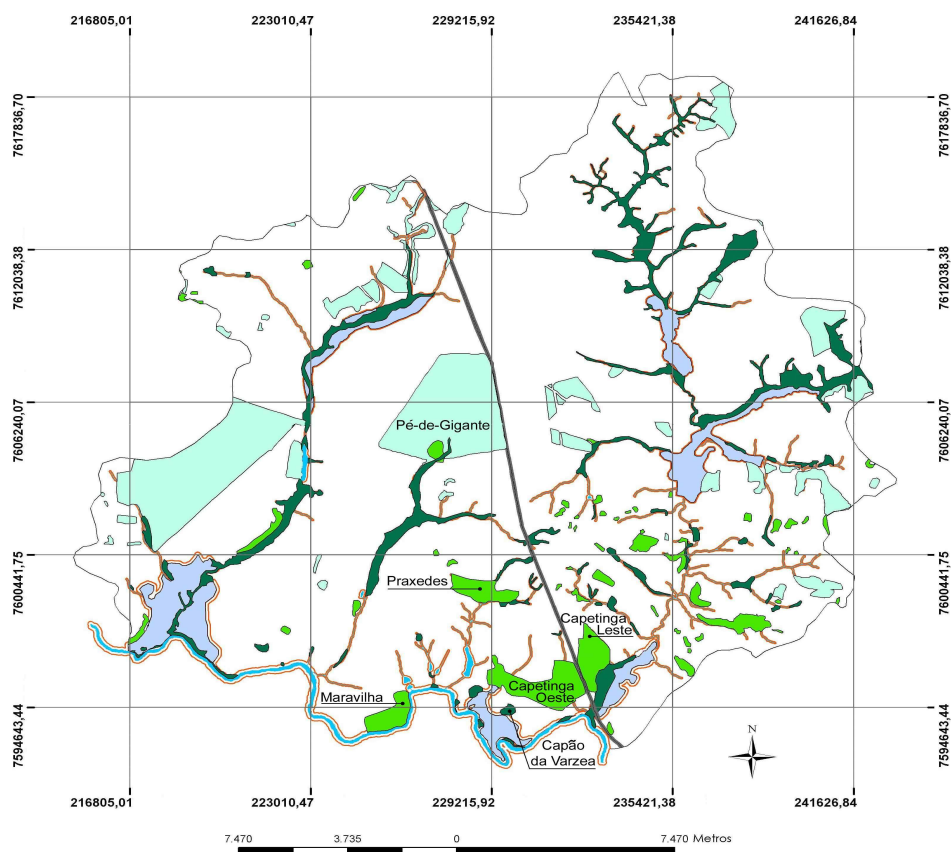 216805,01 223010,47 229215,92 235421,38 241626,84
7617836,70 7617836,70
7612038,38 7612038,38
Pé-de-Gigante
7606240,07 7606240,07
7600441,75 7600441,75
Praxedes
Capetinga
Leste
Capetinga
Oeste
Maravilha
7594643,44 7594643,44
N
Capão
da Varzea
216805,01 223010,47 229215,92 235421,38 241626,84
7.470 3.735 0 7.470 Metros